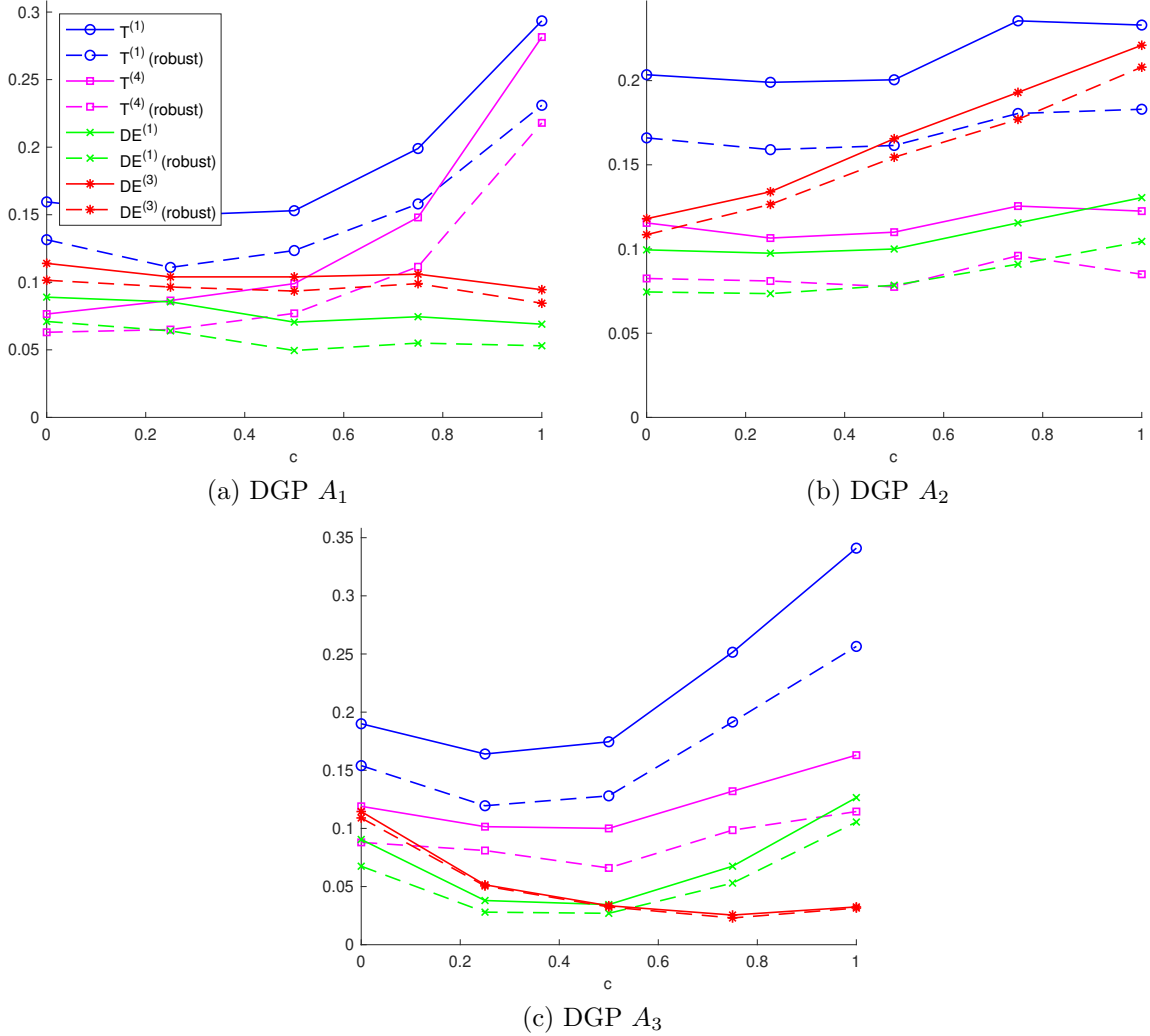 0.3
0.25
0.2
0.15
0.1
0.05
0
T(1)
T(1) (robust)
T(4)
T(4) (robust)
DE(1)
DE(1) (robust)
DE(3)
DE(3) (robust)
0 0.2 0.4 0.6 0.8 1
c
(a) DGP A1
0.2
0.15
0.1
0.05
0
0 0.2 0.4 0.6 0.8 1
c
(b) DGP A2
0.35
0.3
0.25
0.2
0.15
0.1
0.05
0
0 0.2 0.4 0.6 0.8 1
c
(c) DGP A3